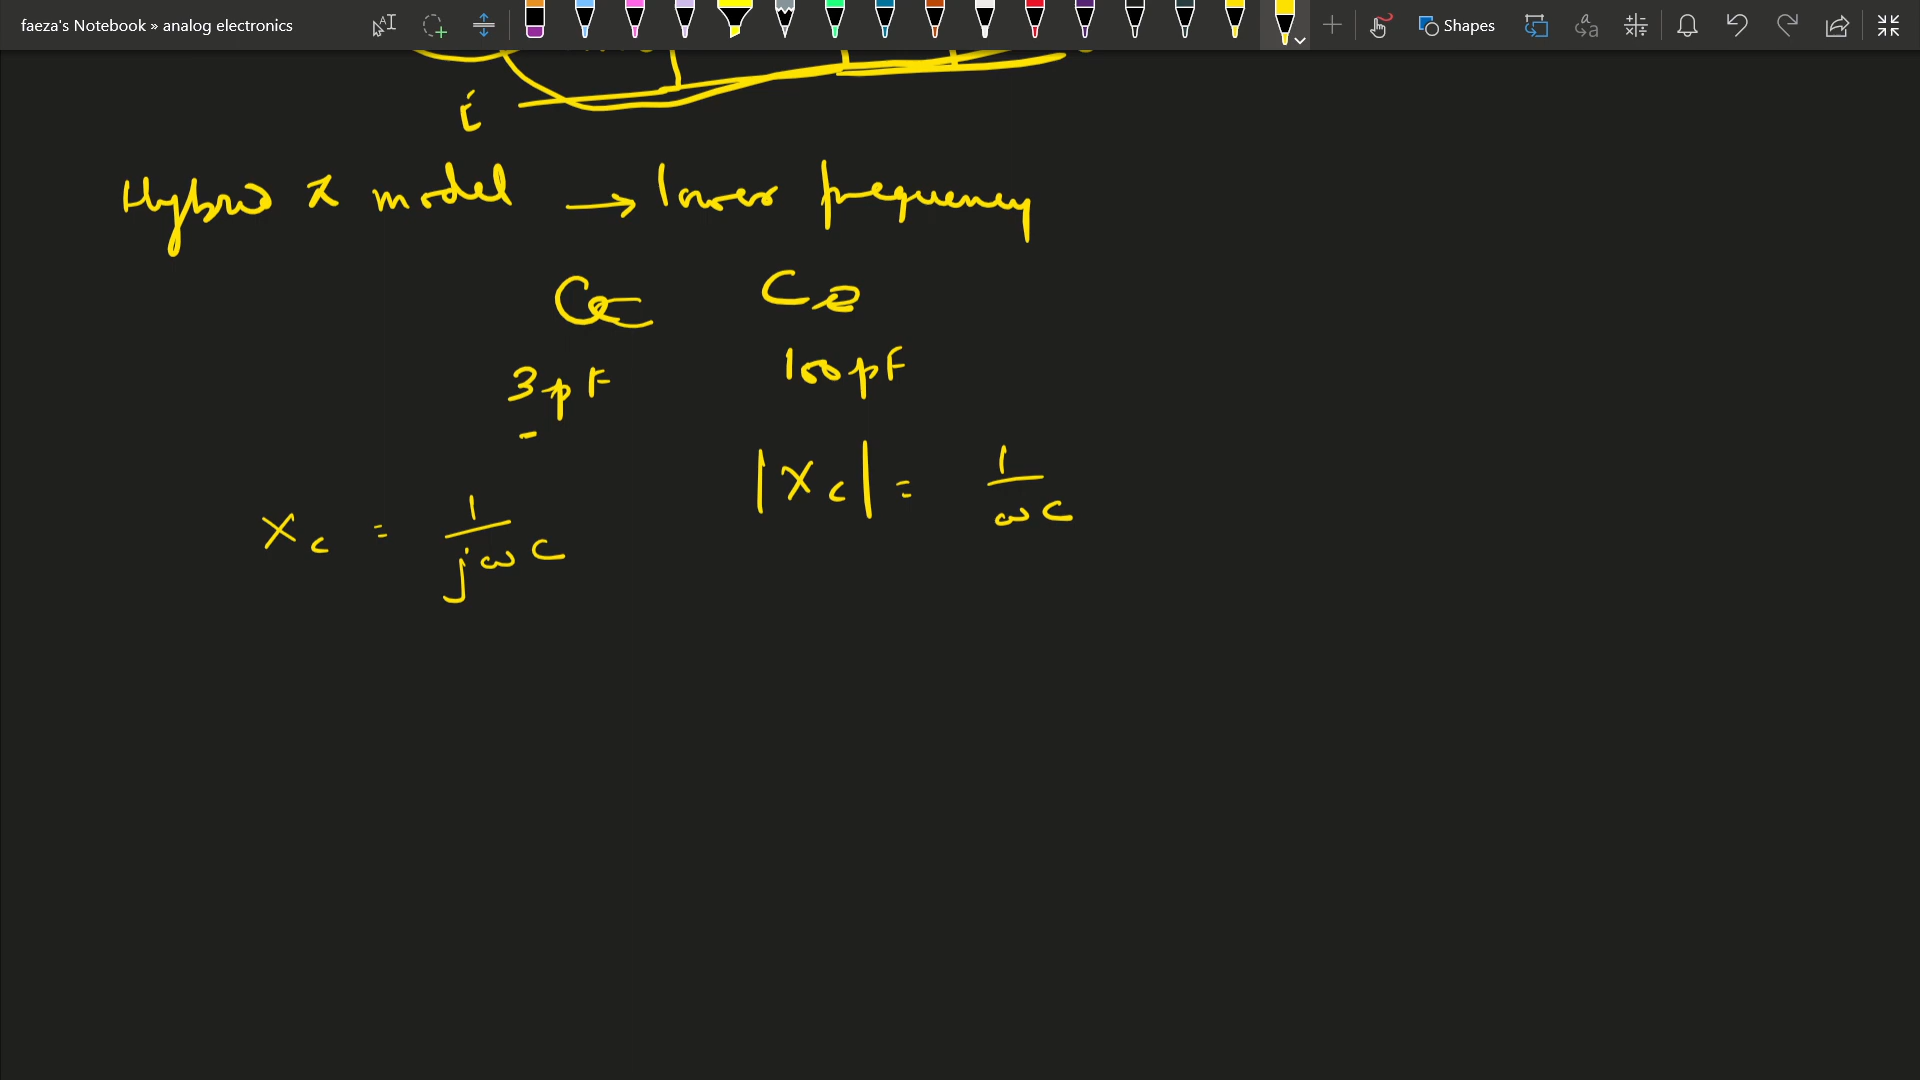 faeza's Notebook » analog electronics
Shapes
E
Hybrid π model → lower frequency
Cc Ce
3pF 100pF
|Xc| = 1/ωC
Xc = 1/jωC